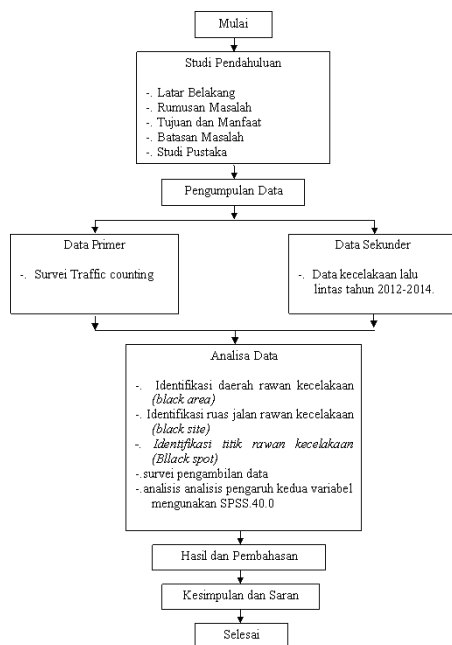 Mulai
Studi Pendahuluan
-. Latar Belakang
-. Rumusan Masalah
-. Tujuan dan Manfaat
-. Batasan Masalah
-. Studi Pustaka
Pengumpulan Data
Data Primer
-. Survei Traffic counting
Data Sekunder
-. Data kecelakaan lalu
lintas tahun 2012-2014.
Analisa Data
-. Identifikasi daerah rawan kecelakaan
(black area)
-. Identifikasi ruas jalan rawan kecelakaan
(black site)
-. Identifikasi titik rawan kecelakaan
(Bllack spot)
-.survei pengambilan data
-.analisis analisis pengaruh kedua variabel
mengunakan SPSS.40.0
Hasil dan Pembahasan
Kesimpulan dan Saran
Selesai